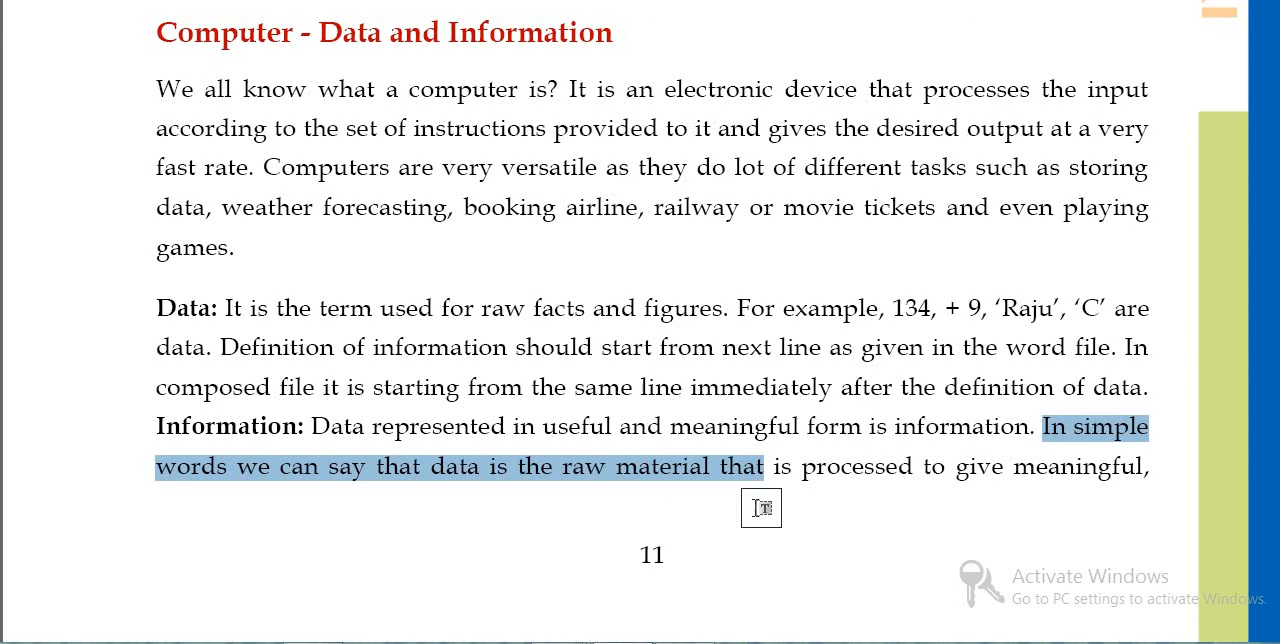 Computer - Data and Information
We all know what a computer is? It is an electronic device that processes the input
according to the set of instructions provided to it and gives the desired output at a very
fast rate. Computers are very versatile as they do lot of different tasks such as storing
data, weather forecasting, booking airline, railway or movie tickets and even playing
games.
Data: It is the term used for raw facts and figures. For example, 134, + 9, ‘Raju’, ‘C’ are
data. Definition of information should start from next line as given in the word file. In
composed file it is starting from the same line immediately after the definition of data.
Information: Data represented in useful and meaningful form is information. In simple
words we can say that data is the raw material that is processed to give meaningful,
11
Activate Windows
Go to PC settings to activate Windows.